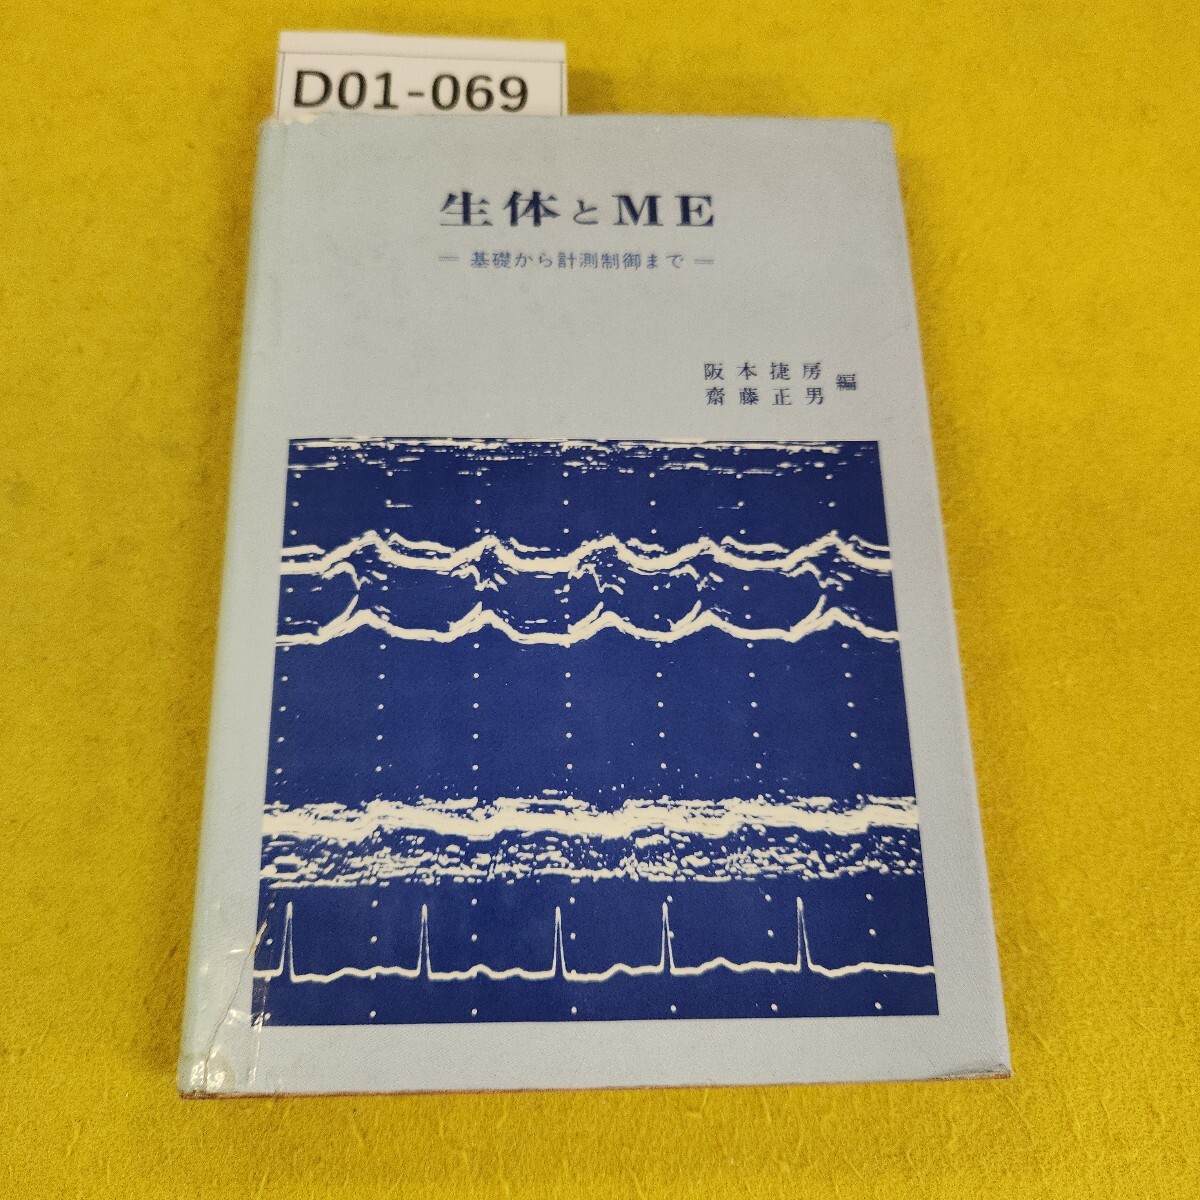 D01-069
生体とME
＝ 基礎から計測制御まで ＝
阪本捷房
齋藤正男 編